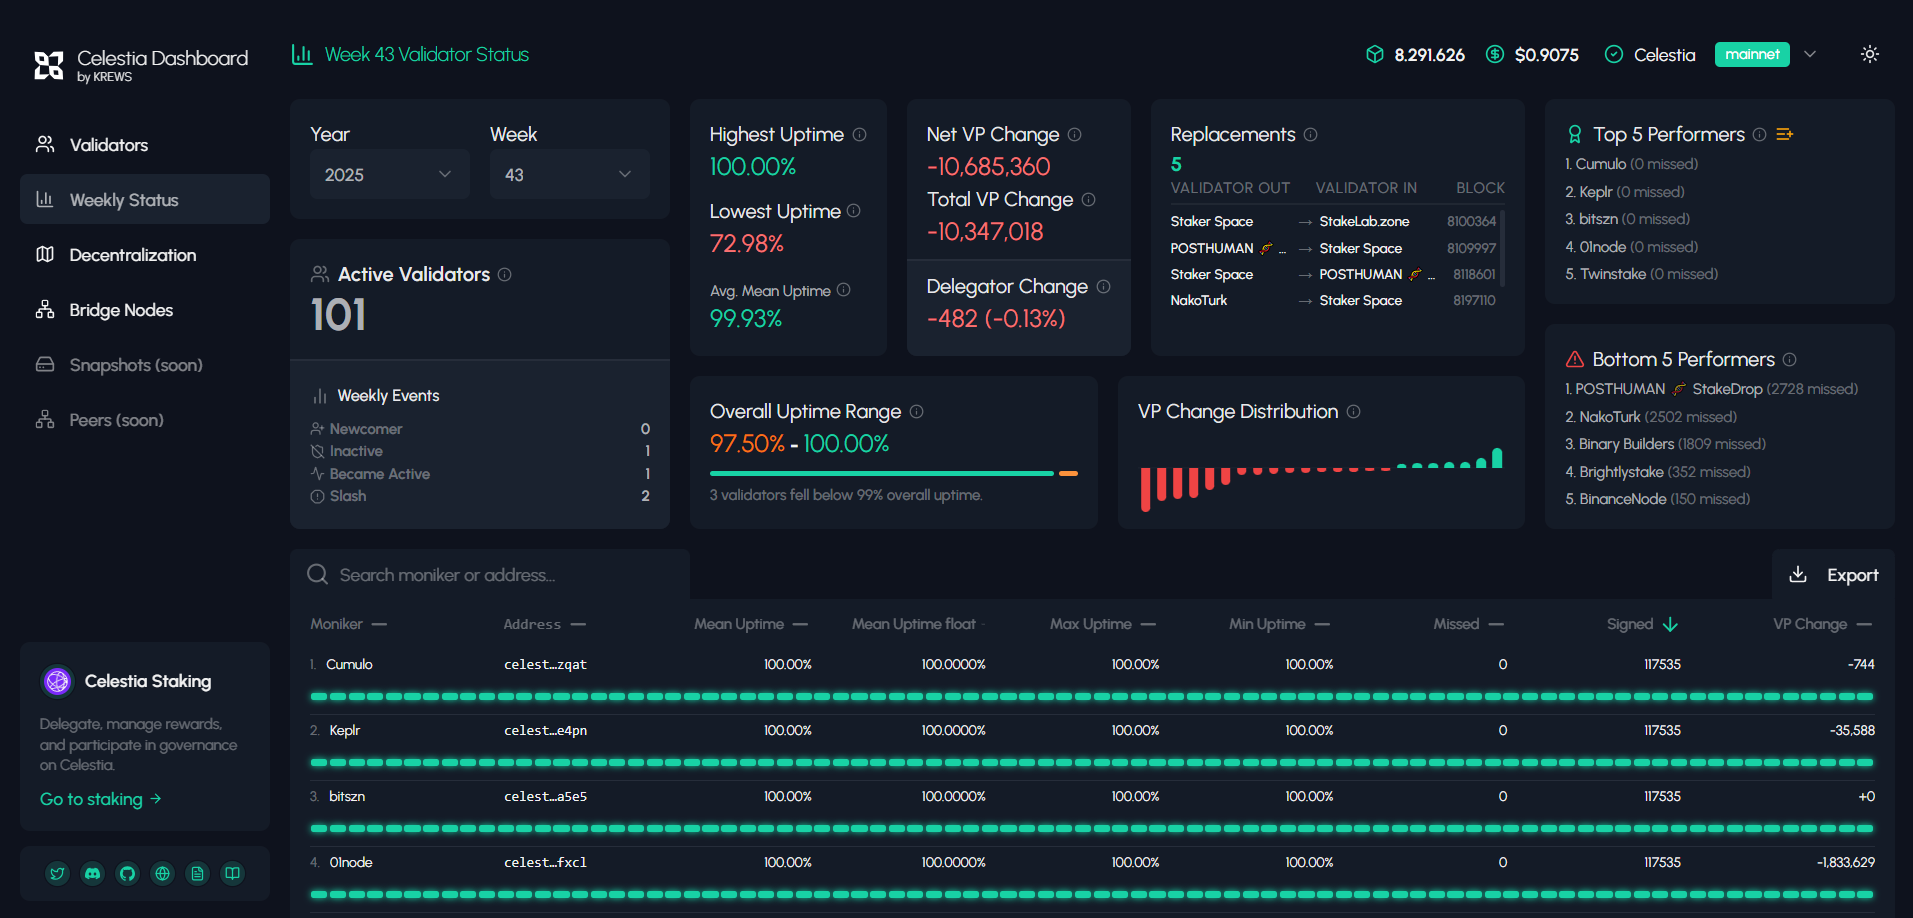 Celestia Dashboard
by KREWS
Validators
Weekly Status
Decentralization
Bridge Nodes
Snapshots (soon)
Peers (soon)
Celestia Staking
Delegate, manage rewards,
and participate in governance
on Celestia.
Go to staking →
Week 43 Validator Status
8.291.626
$0.9075
Celestia
mainnet
Year
Week
2025
43
Active Validators
101
Weekly Events
Newcomer 0
Inactive 1
Became Active 1
Slash 2
Highest Uptime
100.00%
Lowest Uptime
72.98%
Avg. Mean Uptime
99.93%
Net VP Change
-10,685,360
Total VP Change
-10,347,018
Delegator Change
-482 (-0.13%)
Replacements
5
VALIDATOR OUT VALIDATOR IN BLOCK
Staker Space → StakeLab.zone 8100364
POSTHUMAN ... → Staker Space 8109997
Staker Space → POSTHUMAN ... 8118601
NakoTurk → Staker Space 8197110
Top 5 Performers
1. Cumulo (0 missed)
2. Keplr (0 missed)
3. bitszn (0 missed)
4. 01node (0 missed)
5. Twinstake (0 missed)
Overall Uptime Range
97.50% - 100.00%
3 validators fell below 99% overall uptime.
VP Change Distribution
Bottom 5 Performers
1. POSTHUMAN StakeDrop (2728 missed)
2. NakoTurk (2502 missed)
3. Binary Builders (1809 missed)
4. Brightlystake (352 missed)
5. BinanceNode (150 missed)
Search moniker or address...
Export
Moniker Address Mean Uptime Mean Uptime float Max Uptime Min Uptime Missed Signed VP Change
1. Cumulo celest…zqat 100.00% 100.0000% 100.00% 100.00% 0 117535 -744
2. Keplr celest…e4pn 100.00% 100.0000% 100.00% 100.00% 0 117535 -35,588
3. bitszn celest…a5e5 100.00% 100.0000% 100.00% 100.00% 0 117535 +0
4. 01node celest…fxcl 100.00% 100.0000% 100.00% 100.00% 0 117535 -1,833,629